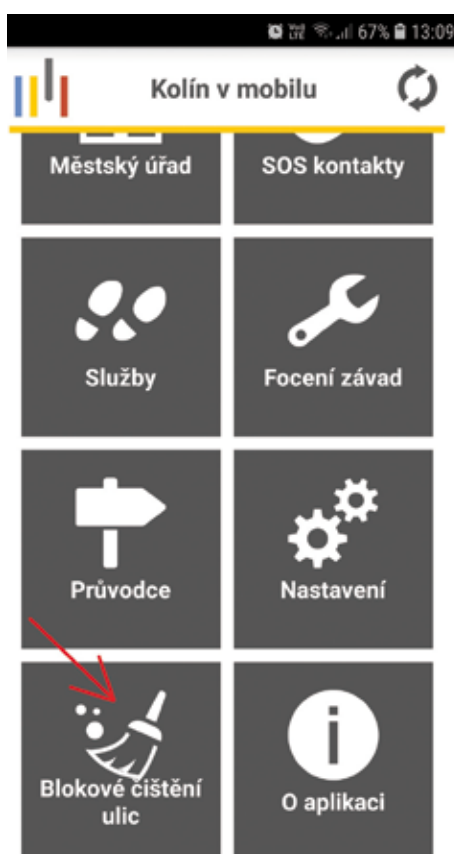 67% 13:09
Kolín v mobilu
Městský úřad
SOS kontakty
Služby
Focení závad
Průvodce
Nastavení
Blokové čištění
ulic
O aplikaci